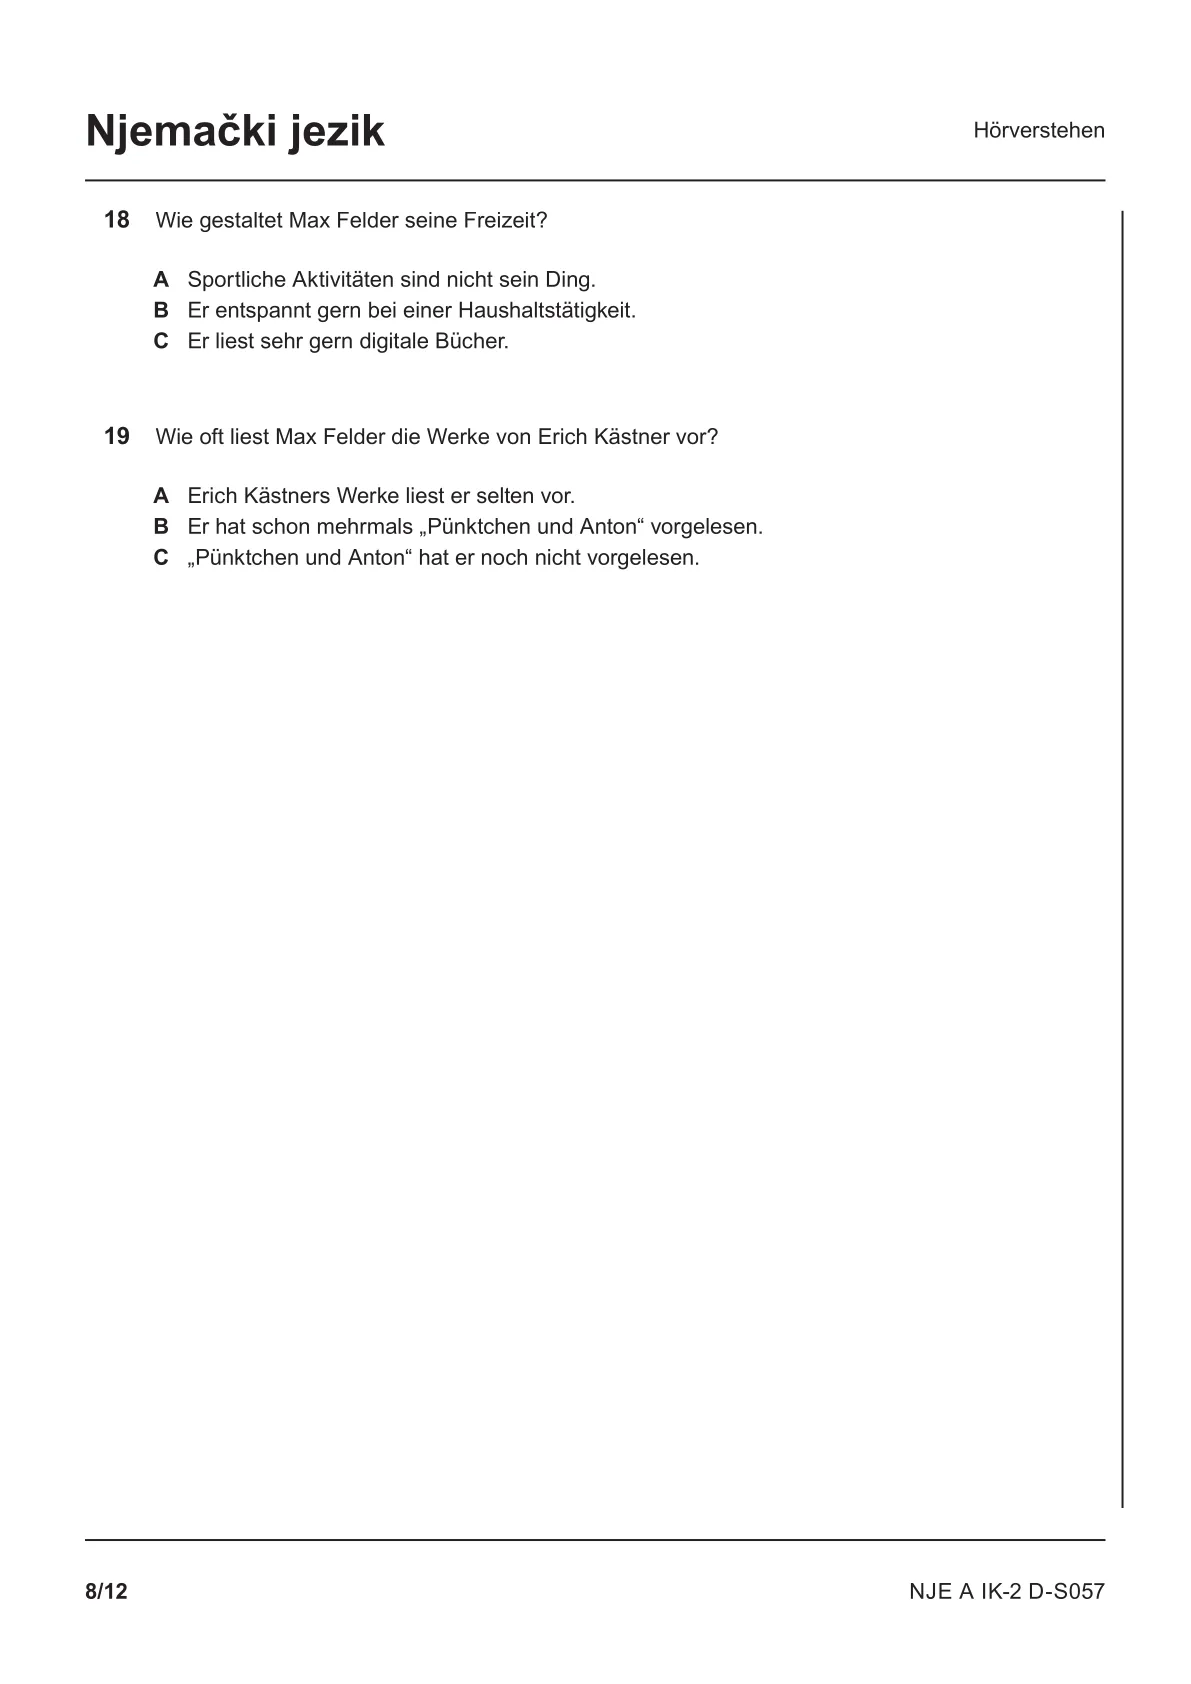 Njemački jezik
Hörverstehen
18 Wie gestaltet Max Felder seine Freizeit?
A Sportliche Aktivitäten sind nicht sein Ding.
B Er entspannt gern bei einer Haushaltstätigkeit.
C Er liest sehr gern digitale Bücher.
19 Wie oft liest Max Felder die Werke von Erich Kästner vor?
A Erich Kästners Werke liest er selten vor.
B Er hat schon mehrmals „Pünktchen und Anton“ vorgelesen.
C „Pünktchen und Anton“ hat er noch nicht vorgelesen.
8/12
NJE A IK-2 D-S057